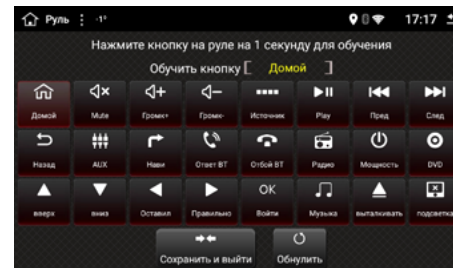 Руль -1° 17:17
Нажмите кнопку на руле на 1 секунду для обучения
Обучить кнопку [ Домой ]
Домой Mute Громк+ Громк- Источник Play Пред След
Назад AUX Нави Ответ BT Отбой BT Радио Мощность DVD
OK
вверх вниз Оставил Правильно Войти Музыка выталкивать подсветка
Сохранить и выйти Обнулить